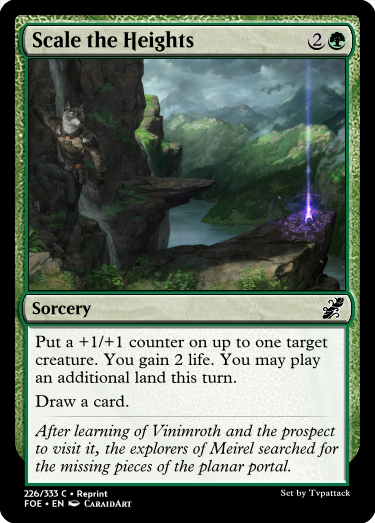 Scale the Heights 2
Sorcery
Put a +1/+1 counter on up to one target
creature. You gain 2 life. You may play
an additional land this turn.
Draw a card.
After learning of Vinimroth and the prospect
to visit it, the explorers of Meirel searched for
the missing pieces of the planar portal.
226/333 C • Reprint
Set by Tvpattack
FOE • EN CaraidArt